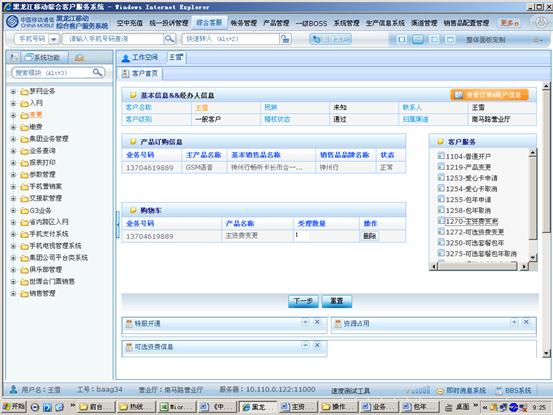 黑龙江移动综合客户服务系统 - Windows Internet Explorer
中国移动通信 CHINA MOBILE 黑龙江移动 综合客户服务系统
空中充值 统一投诉管理 综合客服 帐务管理 产品管理 一级BOSS 系统管理 生产信息系统 渠道管理 销售品配置管理 更多
手机号码 请输入手机号码查询 快速转入 (Alt+2) 整体面板定制
系统功能
搜索模块 (Alt+3)
梦网业务
入网
变更
缴费
集团业务管理
业务查询
报表打印
参数管理
手机营销案
交接款管理
G3业务
省内跨区入网
手机支付系统
手机电视管理系统
集团公司平台类系统
俱乐部管理
世博会门票销售
销售管理
工作空间 王雪
客户首页
基本信息&&经办人信息 查看订单&账户信息
客户名称 王雪 民族 未知 联系人 王雪
客户级别 一般客户 稽核状态 通过 归属渠道 南马路营业厅
产品订购信息
业务号码 主产品名称 基本销售品名称 销售品品牌名称 状态
13704619889 GSM语音 神州行畅听卡长市合一... 神州行 正常
购物车
业务号码 产品名称 受理数量 操作
13704619889 主资费变更 1 删除
客户服务
1104-普通开户
1219-产品变更
1253-爱心卡申请
1254-爱心卡取消
1255-包年申请
1258-包年取消
1270-主资费变更
1272-可选资费变更
3250-可选套餐包年
3275-可选套餐包年取消
下一步 重置
特服开通
资源占用
可选资费信息
用户名：王雪 工号：baag34 营业厅：南马路营业厅 服务器：10.110.0.122:11000 速度测试工具 即时消息系统 BBS系统
开始 前台... 热线... Micr... 《中... 黑龙... 主资... 操作... 业务... 包年... 桌面 9:25